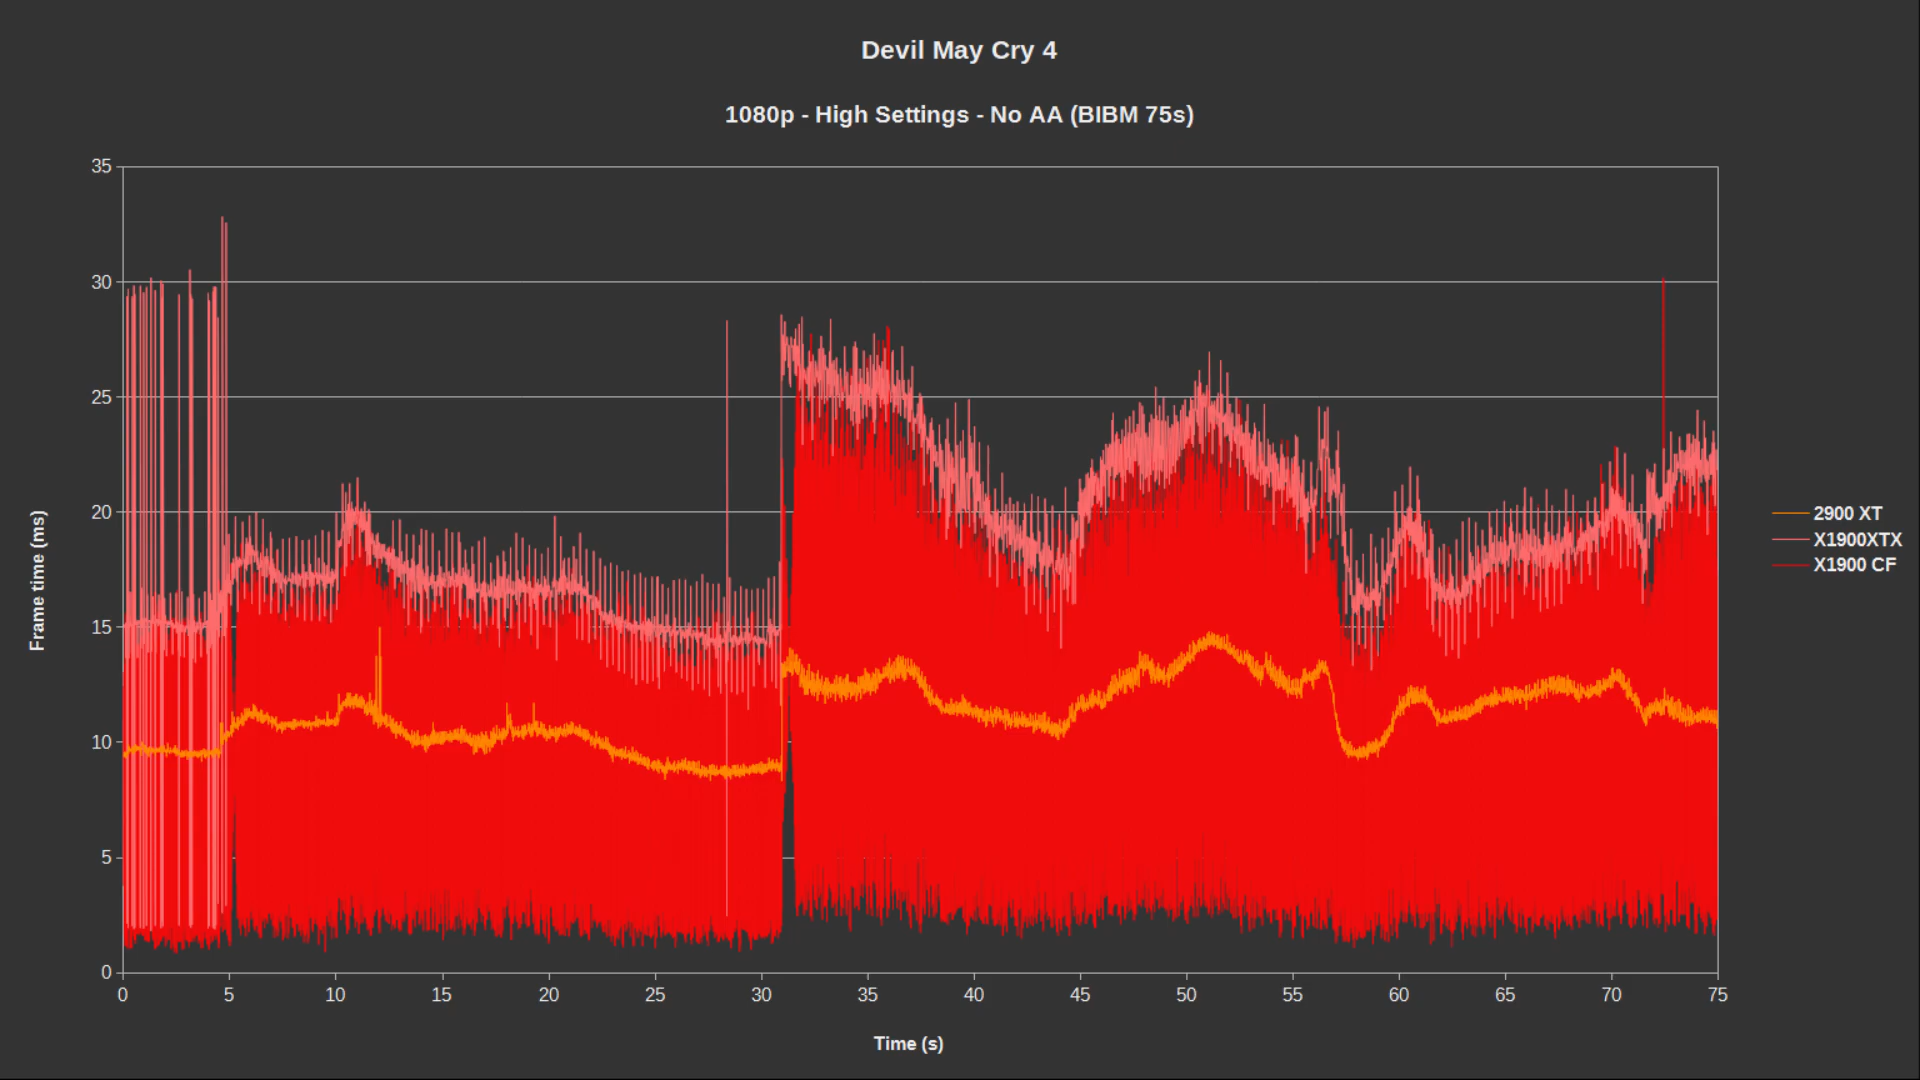 Devil May Cry 4
1080p - High Settings - No AA (BIBM 75s)
35
30
25
20
15
10
5
0
Frame time (ms)
0 5 10 15 20 25 30 35 40 45 50 55 60 65 70 75
Time (s)
2900 XT
X1900XTX
X1900 CF